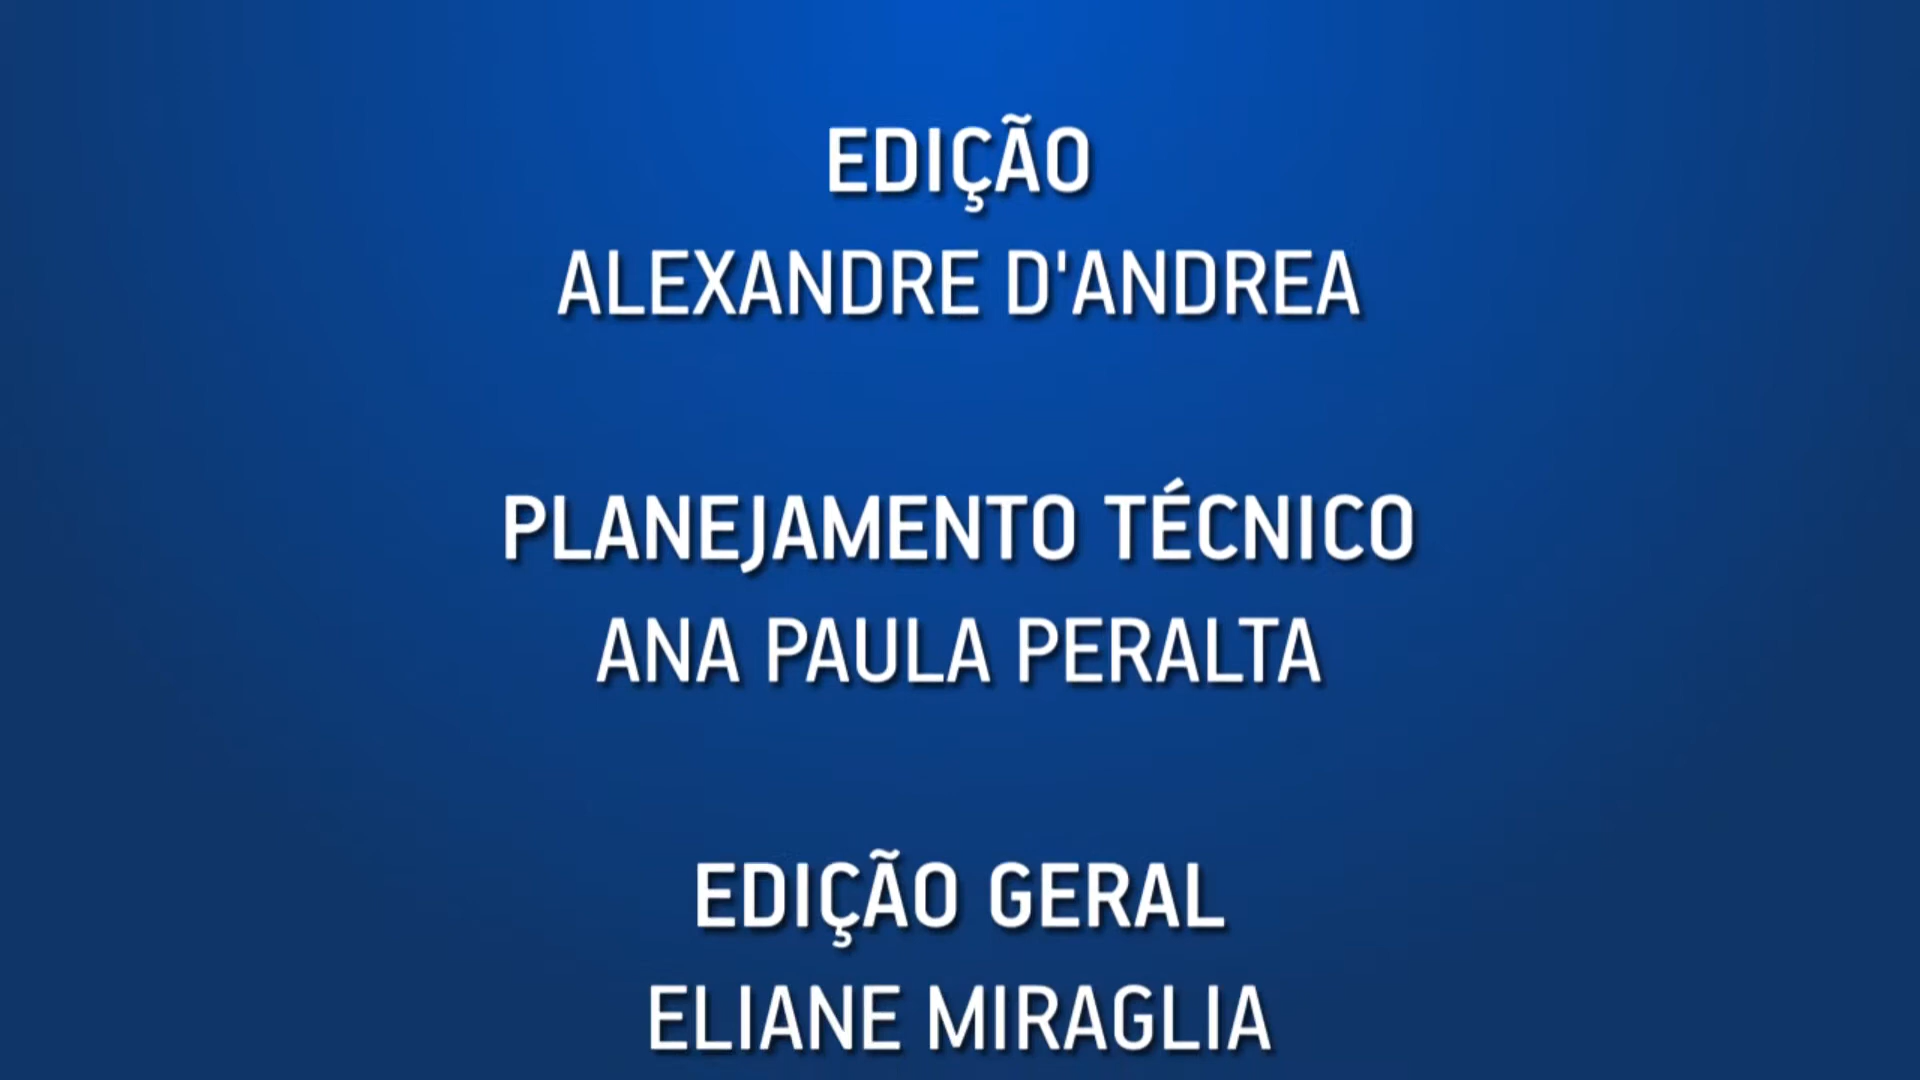 EDIÇÃO
ALEXANDRE D'ANDREA
PLANEJAMENTO TÉCNICO
ANA PAULA PERALTA
EDIÇÃO GERAL
ELIANE MIRAGLIA